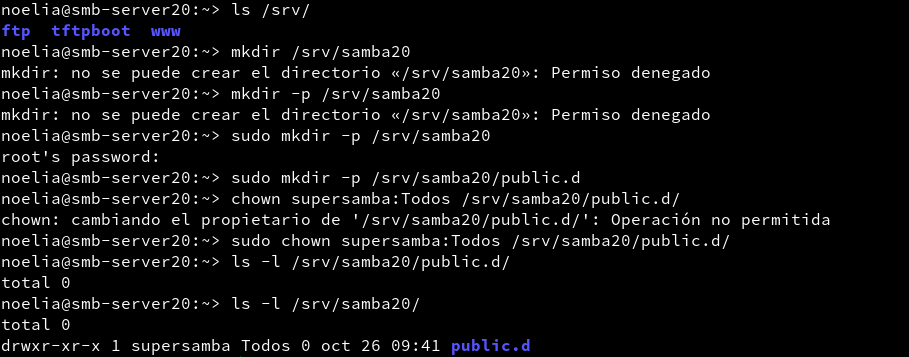 noelia@smb-server20:~> ls /srv/
ftp  tftpboot  www
noelia@smb-server20:~> mkdir /srv/samba20
mkdir: no se puede crear el directorio «/srv/samba20»: Permiso denegado
noelia@smb-server20:~> mkdir -p /srv/samba20
mkdir: no se puede crear el directorio «/srv/samba20»: Permiso denegado
noelia@smb-server20:~> sudo mkdir -p /srv/samba20
root's password:
noelia@smb-server20:~> sudo mkdir -p /srv/samba20/public.d
noelia@smb-server20:~> chown supersamba:Todos /srv/samba20/public.d/
chown: cambiando el propietario de '/srv/samba20/public.d/': Operación no permitida
noelia@smb-server20:~> sudo chown supersamba:Todos /srv/samba20/public.d/
noelia@smb-server20:~> ls -l /srv/samba20/public.d/
total 0
noelia@smb-server20:~> ls -l /srv/samba20/
total 0
drwxr-xr-x 1 supersamba Todos 0 oct 26 09:41 public.d